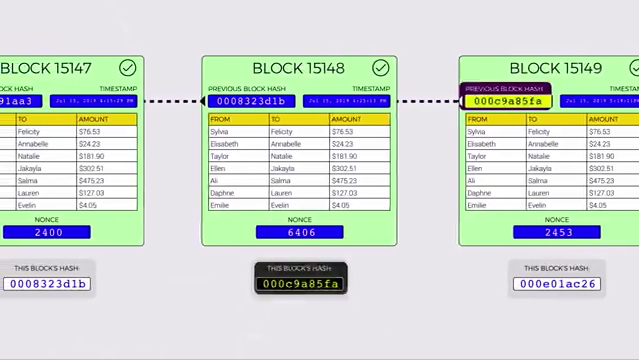 BLOCK 15147
BLOCK HASH
TIMESTAMP
91aa3
TO AMOUNT
Felicity $76.53
Annabelle $24.23
Natalie $181.90
Jakayla $302.51
Salma $475.23
Lauren $127.03
Evelin $4.05
NONCE
2400
THIS BLOCK'S HASH:
0008323d1b
BLOCK 15148
PREVIOUS BLOCK HASH
TIMESTAMP
0008323d1b
FROM TO AMOUNT
Sylvia Felicity $76.53
Elisabeth Annabelle $24.23
Taylor Natalie $181.90
Ellen Jakayla $302.51
Ali Salma $475.23
Daphne Lauren $127.03
Emilie Evelin $4.05
NONCE
6406
THIS BLOCK'S HASH:
000c9a85fa
BLOCK 15149
PREVIOUS BLOCK HASH
TIMESTAMP
000c9a85fa
FROM TO AMOUNT
Sylvia Felicity $76.53
Elisabeth Annabelle $24.23
Taylor Natalie $181.90
Ellen Jakayla $302.51
Ali Salma $475.23
Daphne Lauren $127.03
Emilie Evelin $4.05
NONCE
2453
THIS BLOCK'S HASH:
000e01ac26